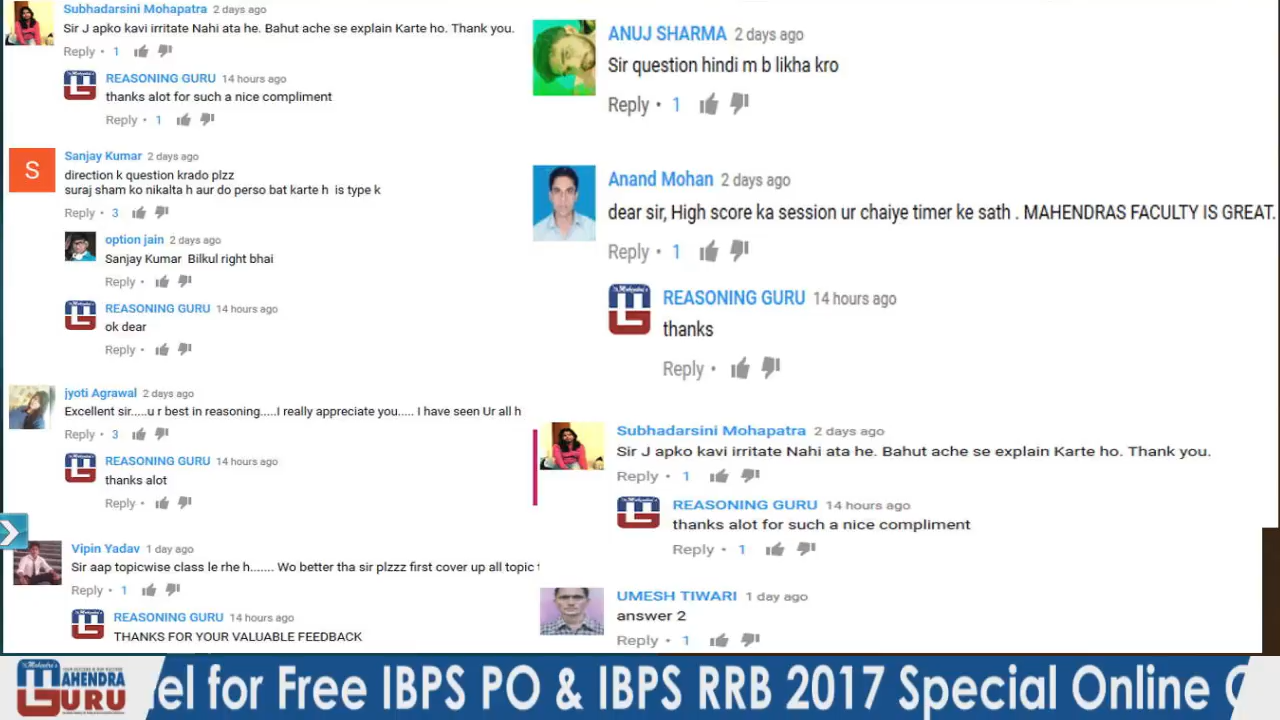 Subhadarsini Mohapatra 2 days ago
Sir J apko kavi irritate Nahi ata he. Bahut ache se explain Karte ho. Thank you.
Reply • 1
REASONING GURU 14 hours ago
thanks alot for such a nice compliment
Reply • 1
S
Sanjay Kumar 2 days ago
direction k question krado plzz
suraj sham ko nikalta h aur do perso bat karte h is type k
Reply • 3
option jain 2 days ago
Sanjay Kumar Bilkul right bhai
Reply •
REASONING GURU 14 hours ago
ok dear
Reply •
jyoti Agrawal 2 days ago
Excellent sir.....u r best in reasoning.....I really appreciate you..... I have seen Ur all h
Reply • 3
REASONING GURU 14 hours ago
thanks alot
Reply •
Vipin Yadav 1 day ago
Sir aap topicwise class le rhe h....... Wo better tha sir plzzz first cover up all topic
Reply • 1
REASONING GURU 14 hours ago
THANKS FOR YOUR VALUABLE FEEDBACK
ANUJ SHARMA 2 days ago
Sir question hindi m b likha kro
Reply • 1
Anand Mohan 2 days ago
dear sir, High score ka session ur chaiye timer ke sath . MAHENDRAS FACULTY IS GREAT.
Reply • 1
REASONING GURU 14 hours ago
thanks
Reply •
Subhadarsini Mohapatra 2 days ago
Sir J apko kavi irritate Nahi ata he. Bahut ache se explain Karte ho. Thank you.
Reply • 1
REASONING GURU 14 hours ago
thanks alot for such a nice compliment
Reply • 1
UMESH TIWARI 1 day ago
answer 2
Reply • 1
MAHENDRA
GURU
el for Free IBPS PO & IBPS RRB 2017 Special Online